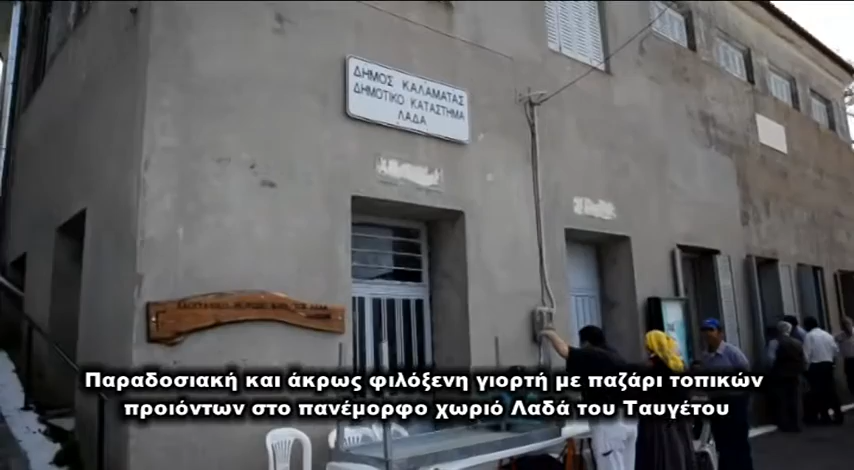 ΔΗΜΟΣ ΚΑΛΑΜΑΤΑΣ
ΔΗΜΟΤΙΚΟ ΚΑΤΑΣΤΗΜΑ
ΛΑΔΑ
Παραδοσιακή και άκρως φιλόξενη γιορτή με παζάρι τοπικών
προιόντων στο πανέμορφο χωριό Λαδά του Ταυγέτου